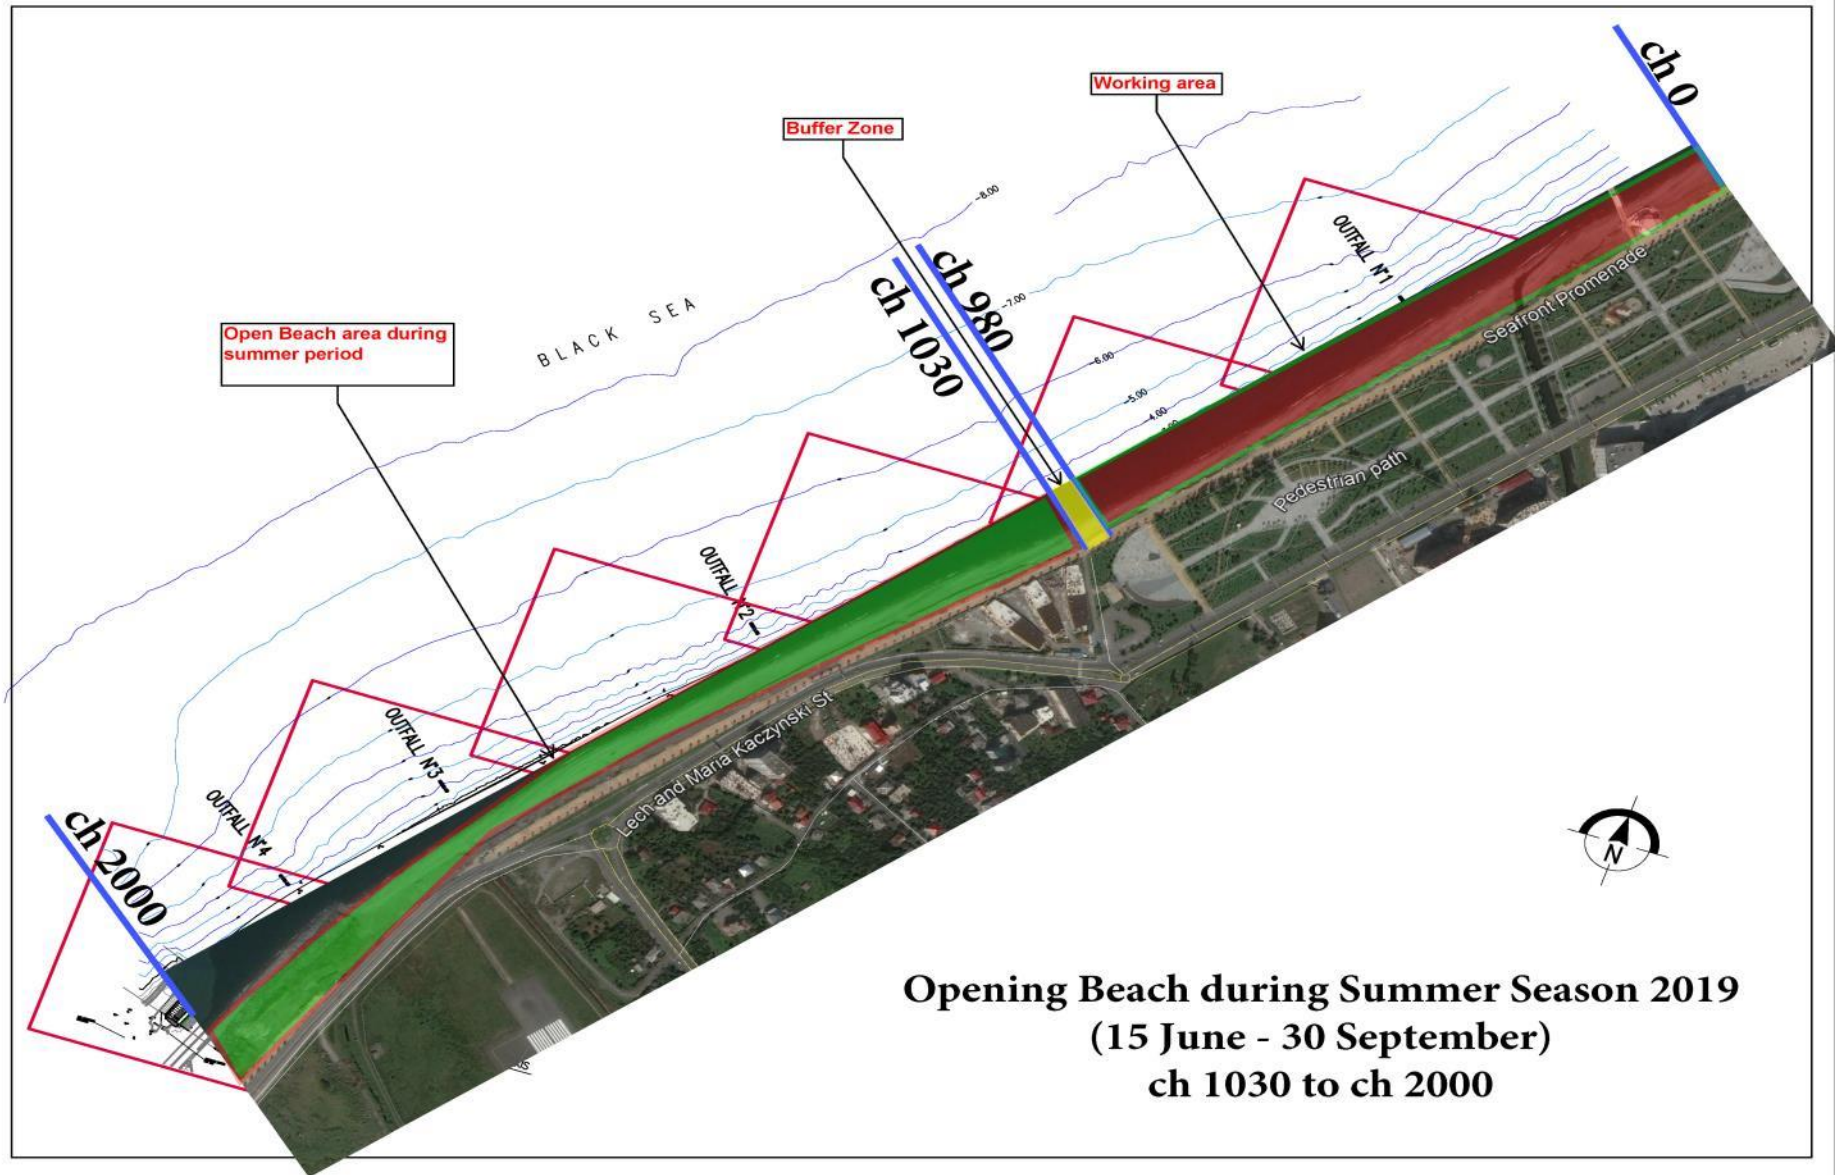 ch 0
Working area
Buffer Zone
-8.00
OUTFALL N°1
ch 980
ch 1030
-7.00
BLACK SEA
Seafront Promenade
Open Beach area during
summer period
-6.00
-5.00
-4.00
Pedestrian path
OUTFALL N°2
Lech and Maria Kaczynski St
OUTFALL N°3
OUTFALL N°4
ch 2000
N
Opening Beach during Summer Season 2019
(15 June - 30 September)
ch 1030 to ch 2000